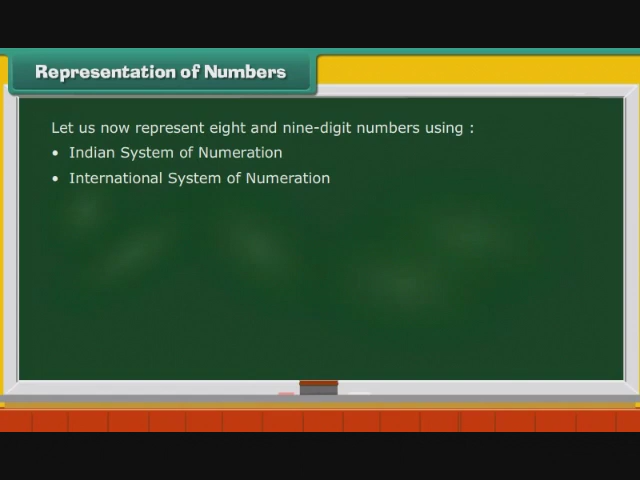 Representation of Numbers
Let us now represent eight and nine-digit numbers using :
• Indian System of Numeration
• International System of Numeration